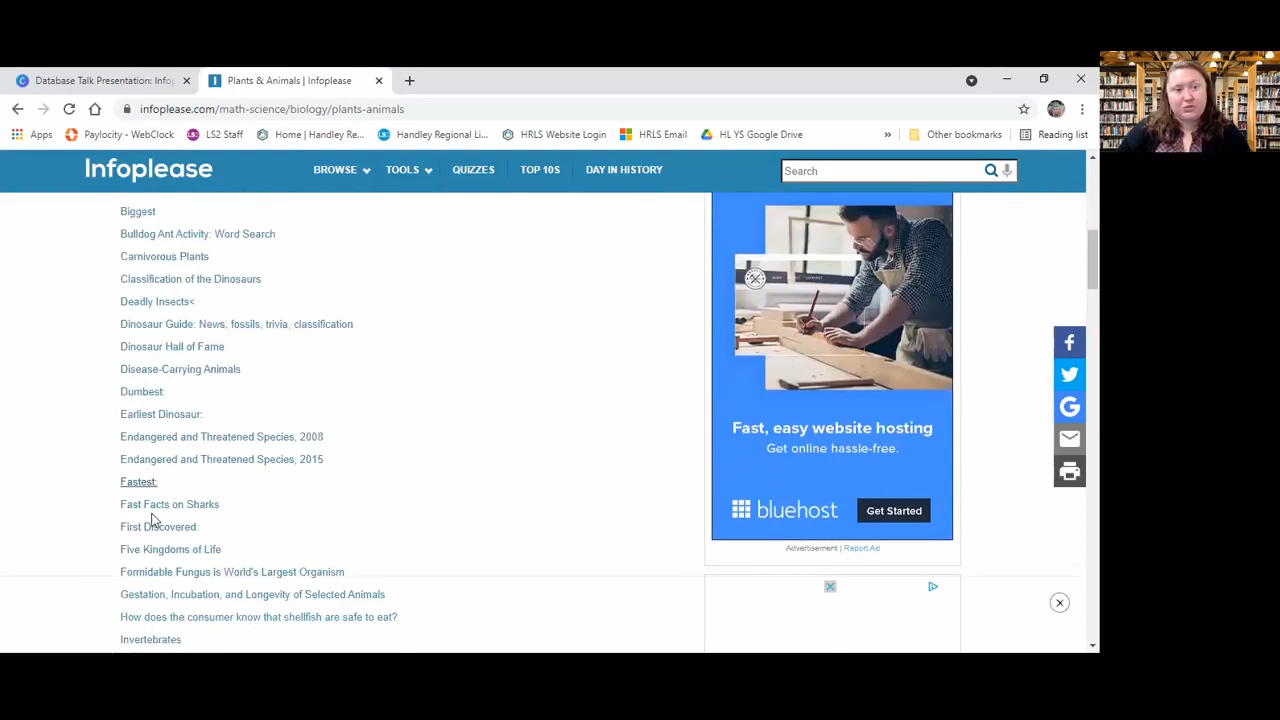 Database Talk Presentation: Info
Plants & Animals | Infoplease
infoplease.com/math-science/biology/plants-animals
Apps
Paylocity - WebClock
LS2 Staff
Home | Handley Re...
Handley Regional Li...
HRLS Website Login
HRLS Email
HL YS Google Drive
»
Other bookmarks
Reading list
Infoplease
BROWSE
TOOLS
QUIZZES
TOP 10S
DAY IN HISTORY
Search
Biggest
Bulldog Ant Activity: Word Search
Carnivorous Plants
Classification of the Dinosaurs
Deadly Insects<
Dinosaur Guide: News, fossils, trivia, classification
Dinosaur Hall of Fame
Disease-Carrying Animals
Dumbest:
Earliest Dinosaur:
Endangered and Threatened Species, 2008
Endangered and Threatened Species, 2015
Fastest:
Fast Facts on Sharks
First Discovered:
Five Kingdoms of Life
Formidable Fungus is World's Largest Organism
Gestation, Incubation, and Longevity of Selected Animals
How does the consumer know that shellfish are safe to eat?
Invertebrates
Fast, easy website hosting
Get online hassle-free.
bluehost
Get Started
Advertisement | Report Ad